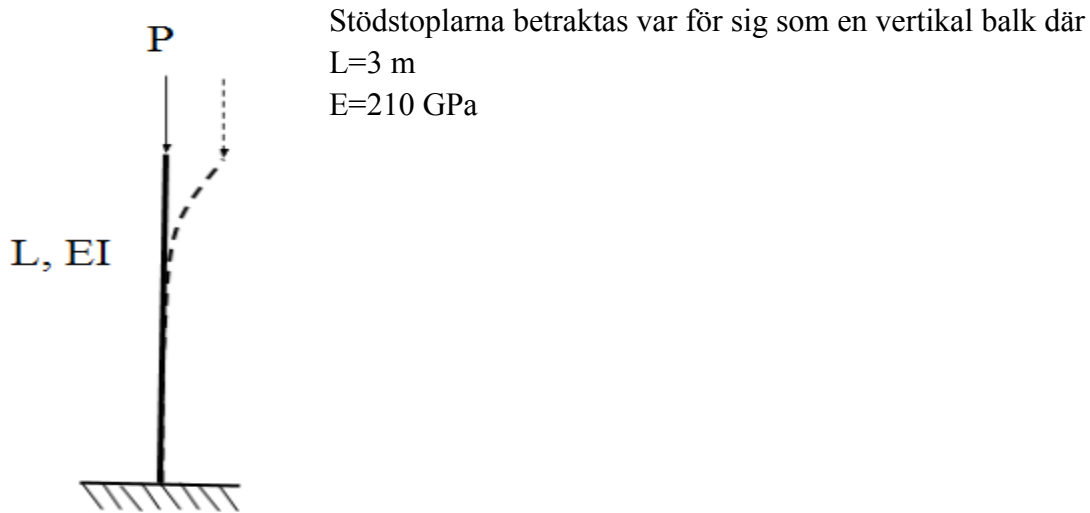 P
Stödstoplarna betraktas var för sig som en vertikal balk där
L=3 m
E=210 GPa
L, EI